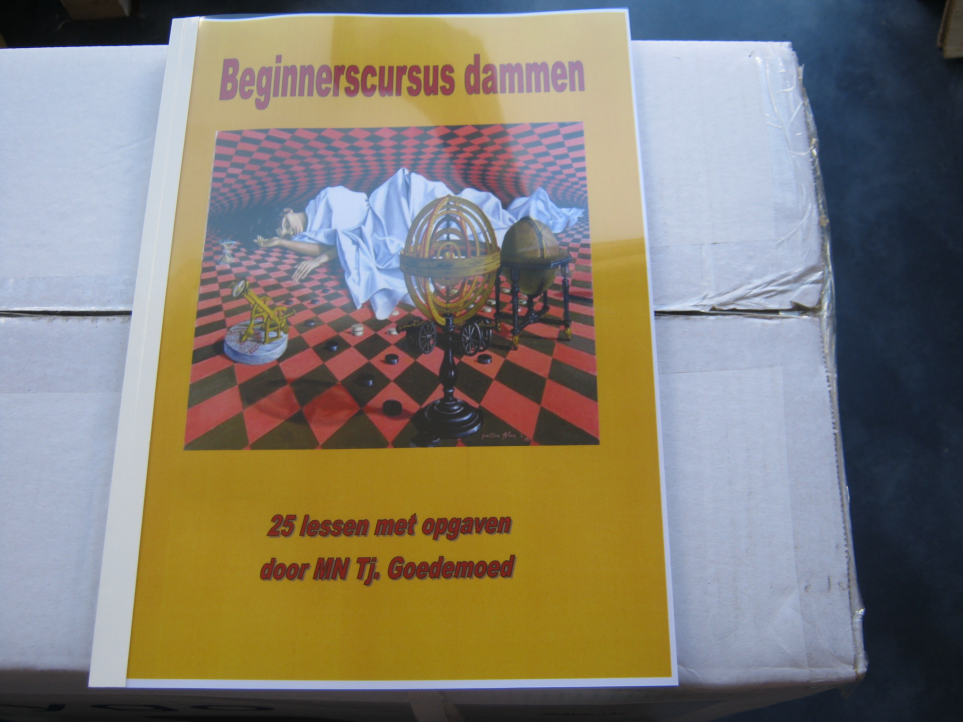 Beginnerscursus dammen
25 lessen met opgaven
door MN Tj. Goedemoed